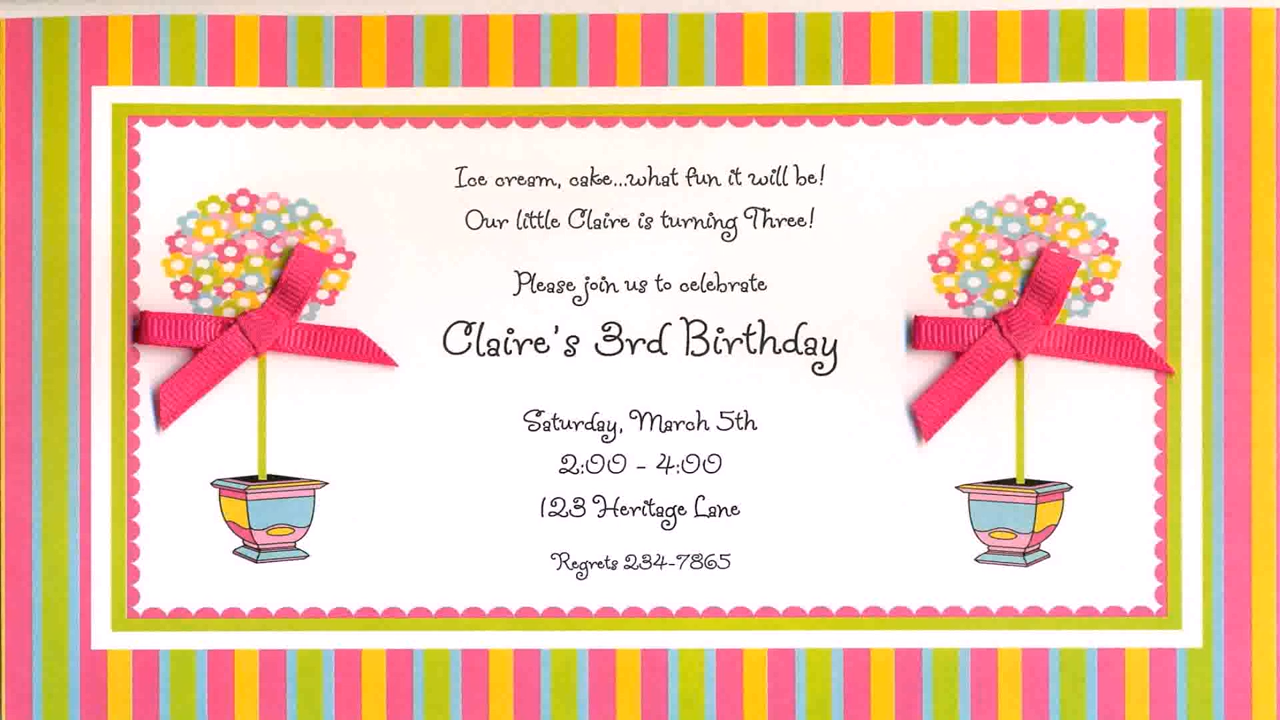 Ice cream, cake...what fun it will be!
Our little Claire is turning Three!
Please join us to celebrate
Claire's 3rd Birthday
Saturday, March 5th
2:00 - 4:00
123 Heritage Lane
Regrets 234-7865